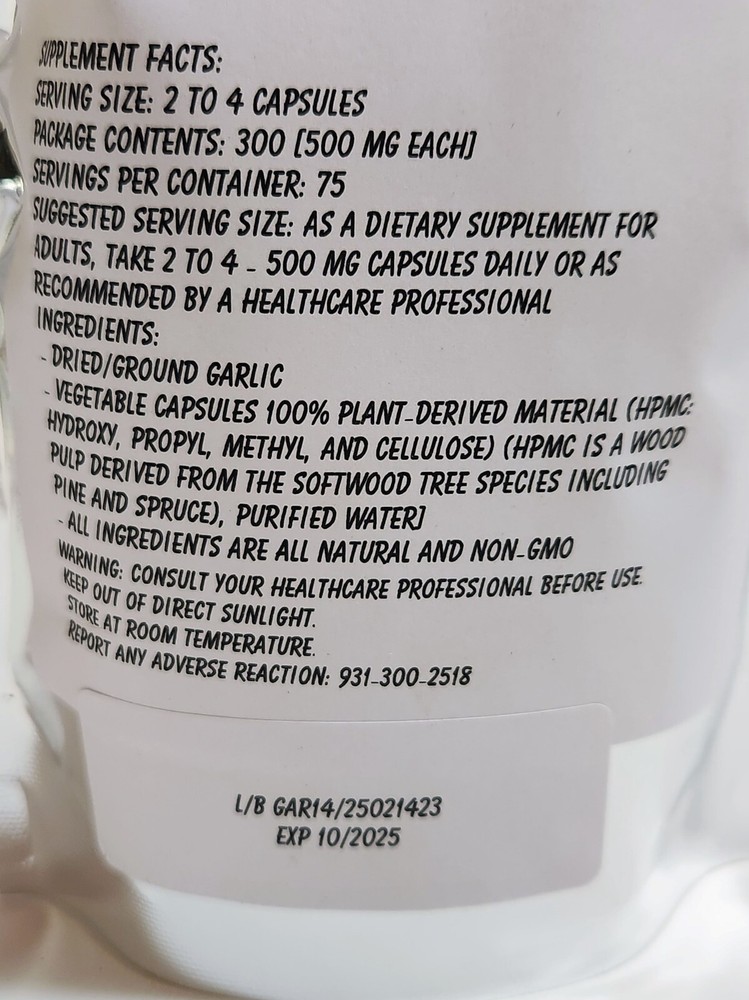 SUPPLEMENT FACTS:
SERVING SIZE: 2 TO 4 CAPSULES
PACKAGE CONTENTS: 300 [500 MG EACH]
SERVINGS PER CONTAINER: 75
SUGGESTED SERVING SIZE: AS A DIETARY SUPPLEMENT FOR
ADULTS, TAKE 2 TO 4 - 500 MG CAPSULES DAILY OR AS
RECOMMENDED BY A HEALTHCARE PROFESSIONAL
INGREDIENTS:
- DRIED/GROUND GARLIC
- VEGETABLE CAPSULES 100% PLANT-DERIVED MATERIAL (HPMC:
HYDROXY, PROPYL, METHYL, AND CELLULOSE) (HPMC IS A WOOD
PULP DERIVED FROM THE SOFTWOOD TREE SPECIES INCLUDING
PINE AND SPRUCE), PURIFIED WATER]
- ALL INGREDIENTS ARE ALL NATURAL AND NON-GMO
WARNING: CONSULT YOUR HEALTHCARE PROFESSIONAL BEFORE USE.
KEEP OUT OF DIRECT SUNLIGHT.
STORE AT ROOM TEMPERATURE.
REPORT ANY ADVERSE REACTION: 931-300-2518
L/B GAR14/25021423
EXP 10/2025